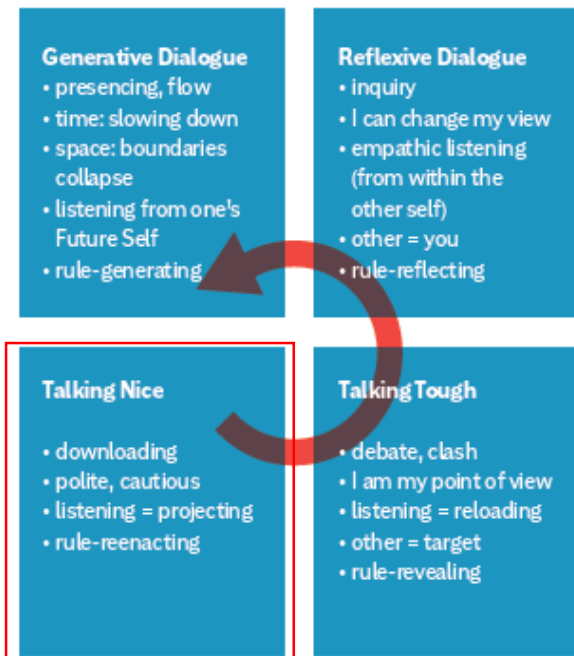 Generative Dialogue
• presencing, flow
• time: slowing down
• space: boundaries
collapse
• listening from one's
Future Self
• rule-generating
Reflexive Dialogue
• inquiry
• I can change my view
• empathic listening
(from within the
other self)
• other = you
• rule-reflecting
Talking Nice
• downloading
• polite, cautious
• listening = projecting
• rule-reenacting
Talking Tough
• debate, clash
• I am my point of view
• listening = reloading
• other = target
• rule-revealing